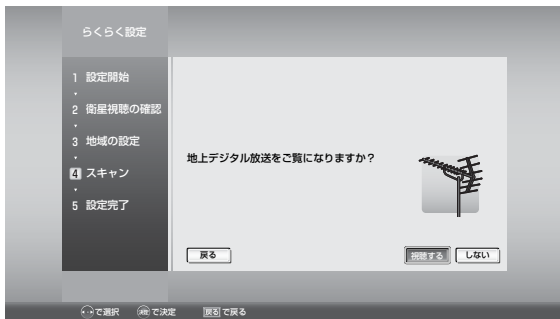 らくらく設定
1 設定開始
2 衛星視聴の確認
3 地域の設定
4 スキャン
5 設定完了
地上デジタル放送をご覧になりますか？
戻る
視聴する しない
で選択 で決定 戻る で戻る